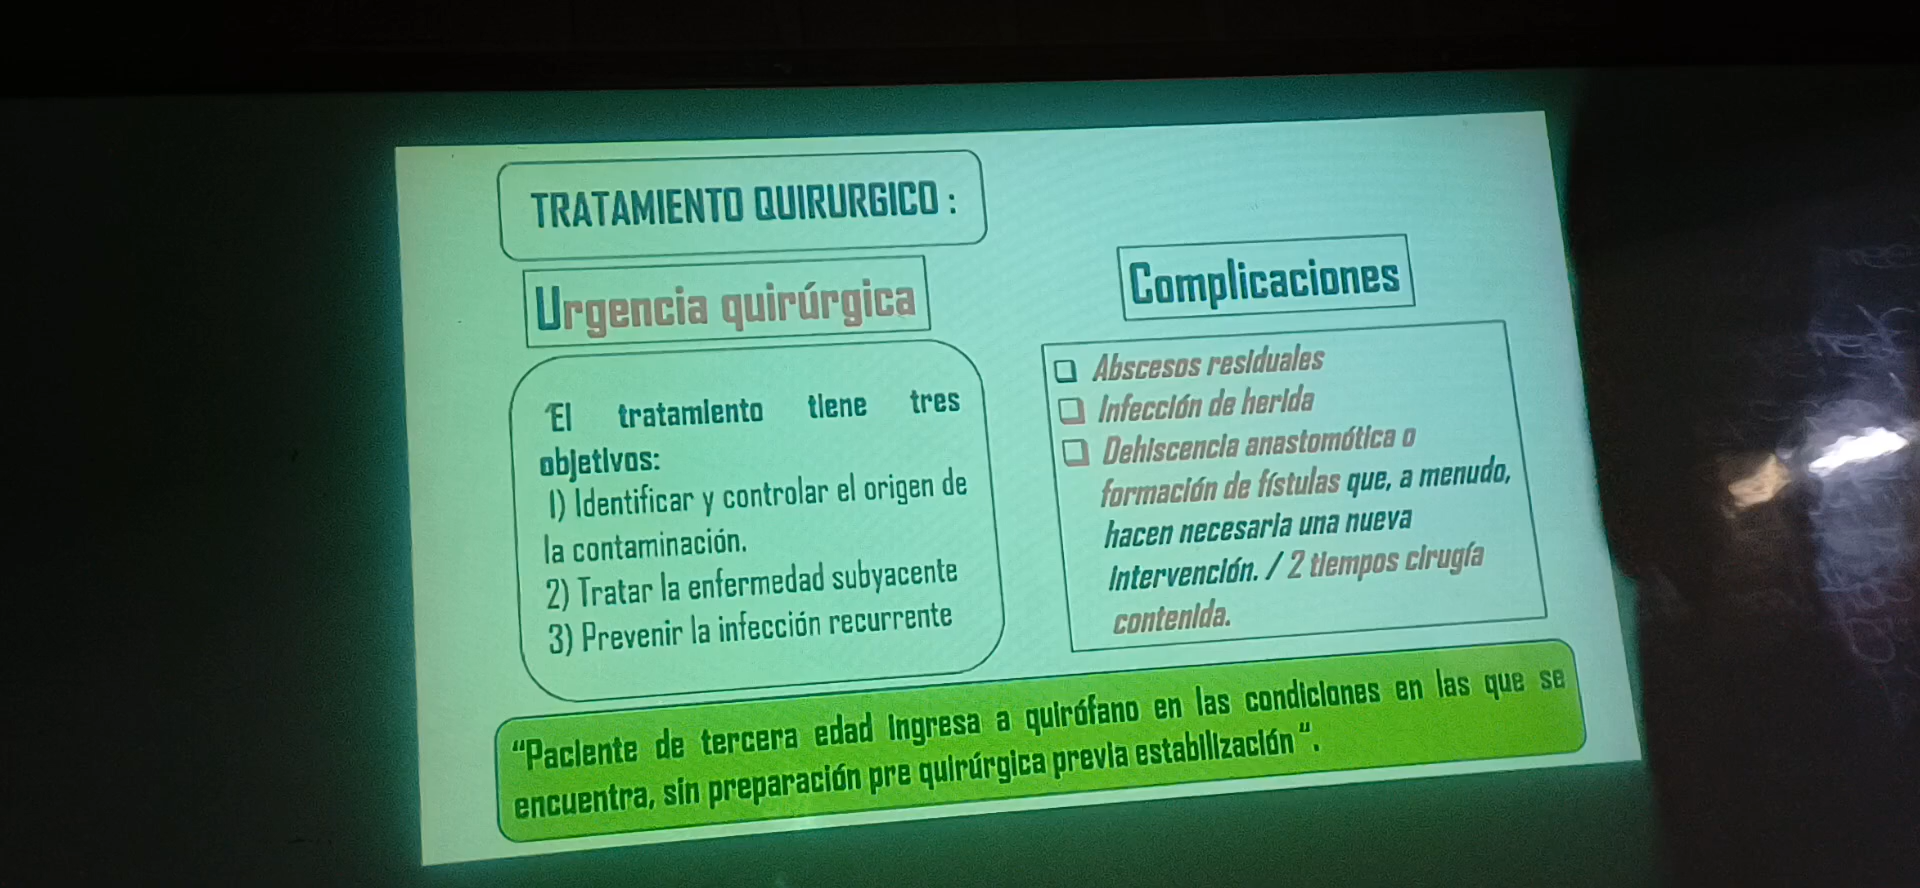 TRATAMIENTO QUIRURGICO :
Urgencia quirúrgica
El tratamiento tiene tres
objetivos:
1) Identificar y controlar el origen de
la contaminación.
2) Tratar la enfermedad subyacente
3) Prevenir la infección recurrente
Complicaciones
❑ Abscesos residuales
❑ Infección de herida
❑ Dehiscencia anastomótica o
formación de fístulas que, a menudo,
hacen necesaria una nueva
intervención. / 2 tiempos cirugía
contenida.
“Paciente de tercera edad ingresa a quirófano en las condiciones en las que se
encuentra, sin preparación pre quirúrgica previa estabilización”.